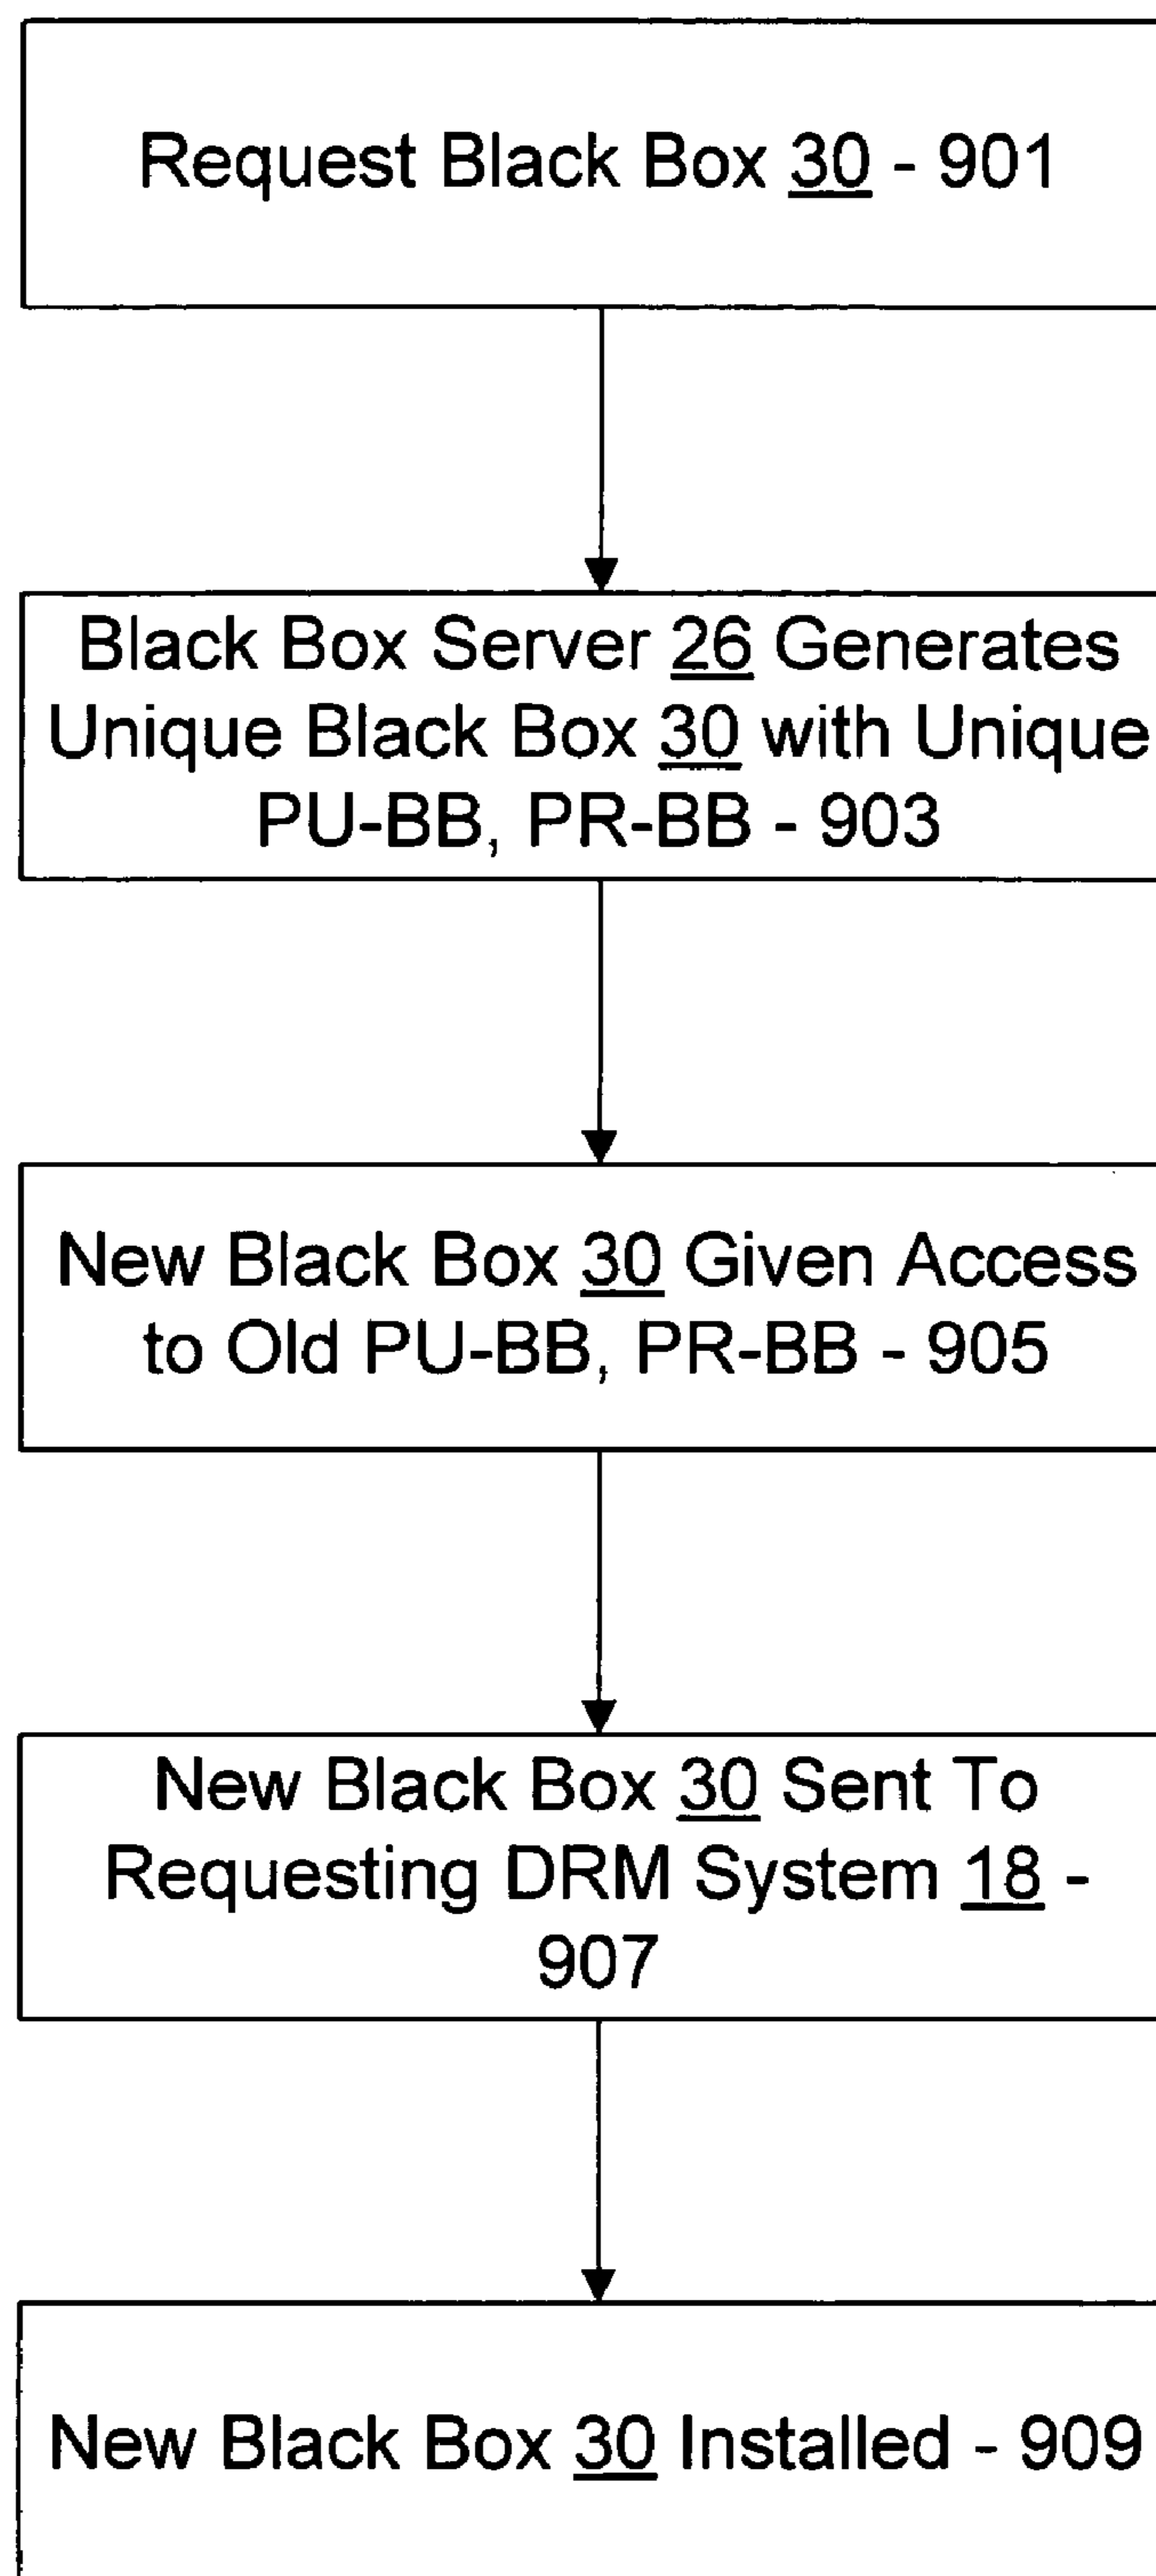 Request Black Box 30 - 901
Black Box Server 26 Generates
Unique Black Box 30 with Unique
PU-BB, PR-BB - 903
New Black Box 30 Given Access
to Old PU-BB, PR-BB - 905
New Black Box 30 Sent To
Requesting DRM System 18 -
907
New Black Box 30 Installed - 909